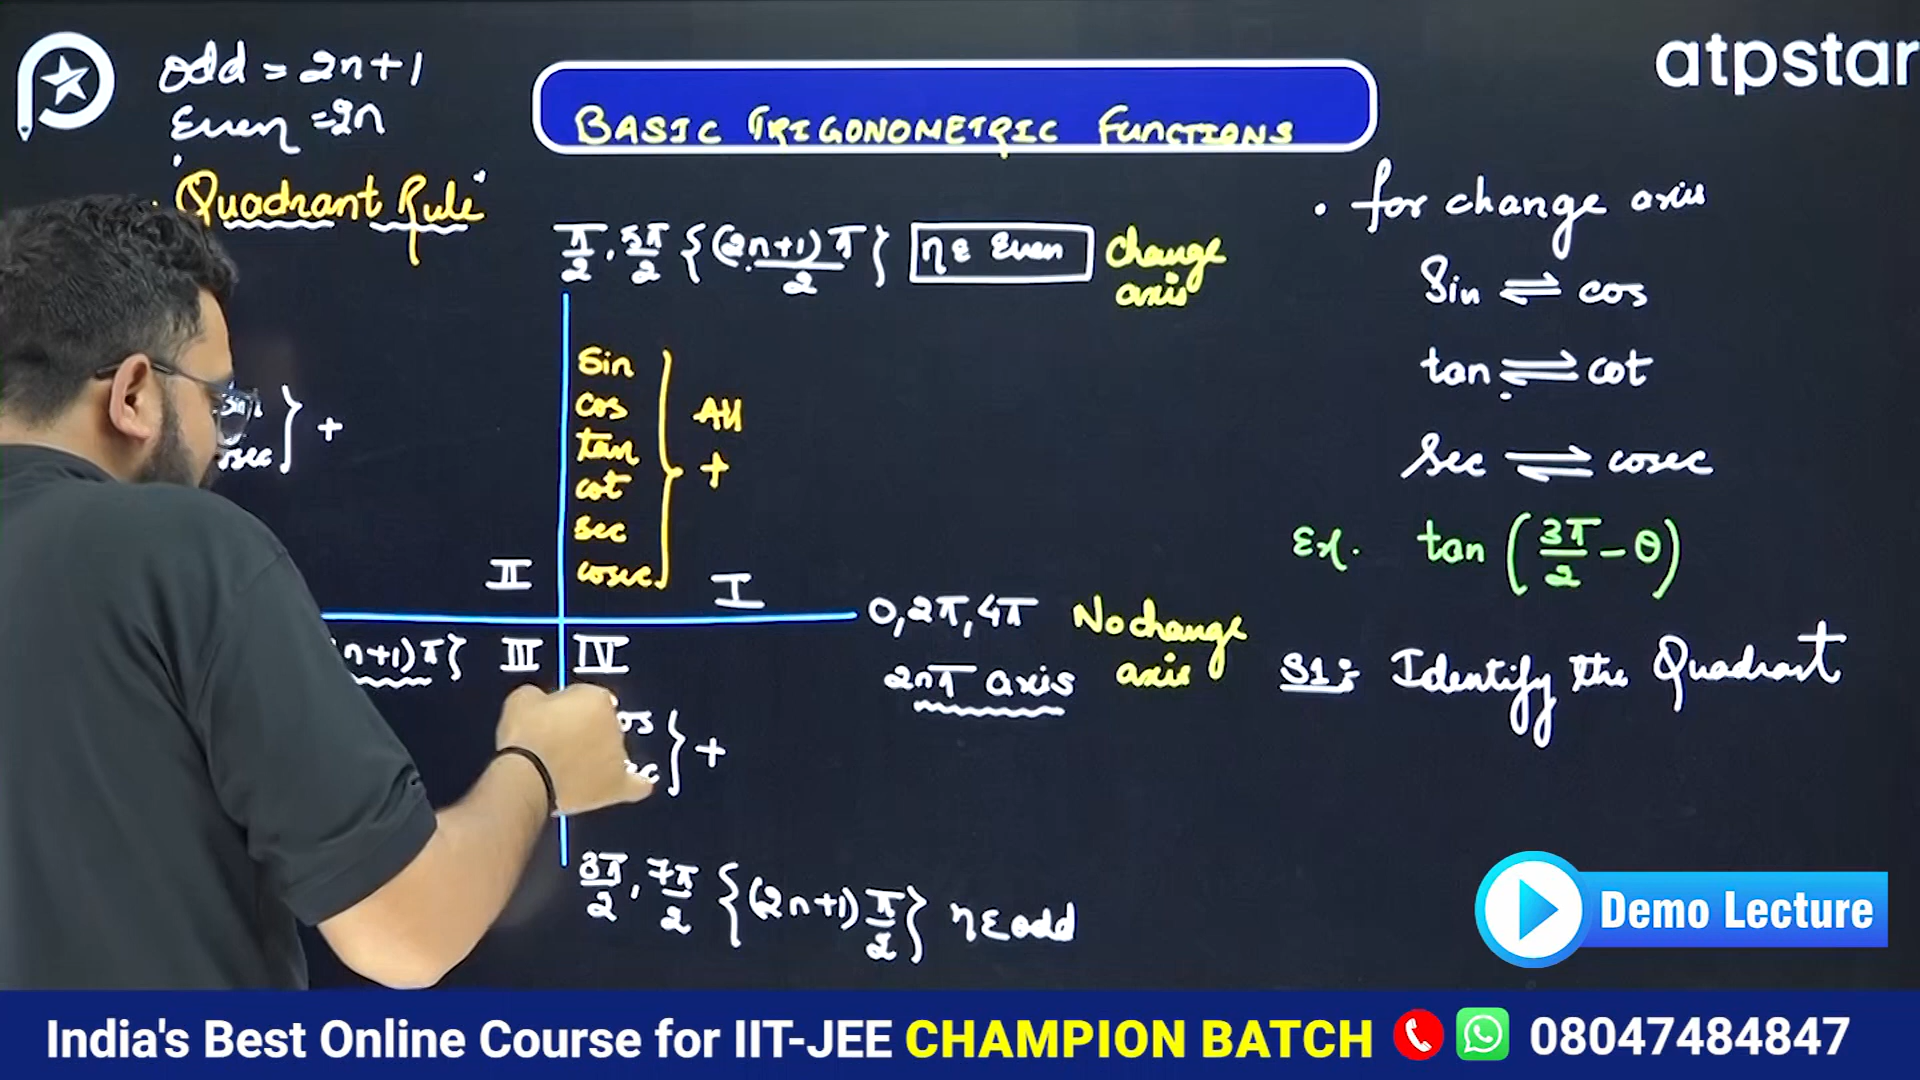 odd = 2n+1
Even = 2n
"Quadrant Rule"
atpstar
BASIC TRIGONOMETRIC FUNCTIONS
π/2, 5π/2 {(2n+1)π/2} n ε Even
Change axis
sin
cos
tan
cot
sec
cosec
All +
+
II
I
III
IV
n+1)π}
0, 2π, 4π
2nπ axis
No change axis
+
3π/2, 7π/2 {(2n+1)π/2} n ε odd
• for change axis
Sin ⇌ cos
tan ⇌ cot
Sec ⇌ cosec
Ex. tan (3π/2 - θ)
S1: Identify the Quadrant
Demo Lecture
India's Best Online Course for IIT-JEE CHAMPION BATCH 08047484847